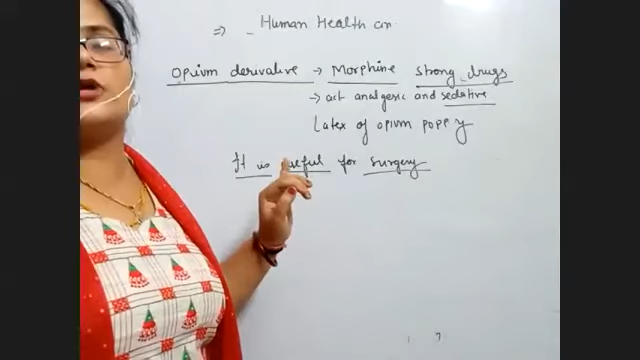 ⇒ Human Health an
Opium derivative → Morphine strong drugs
→ act analgesic and sedative
Latex of opium poppy
It is useful for surgery